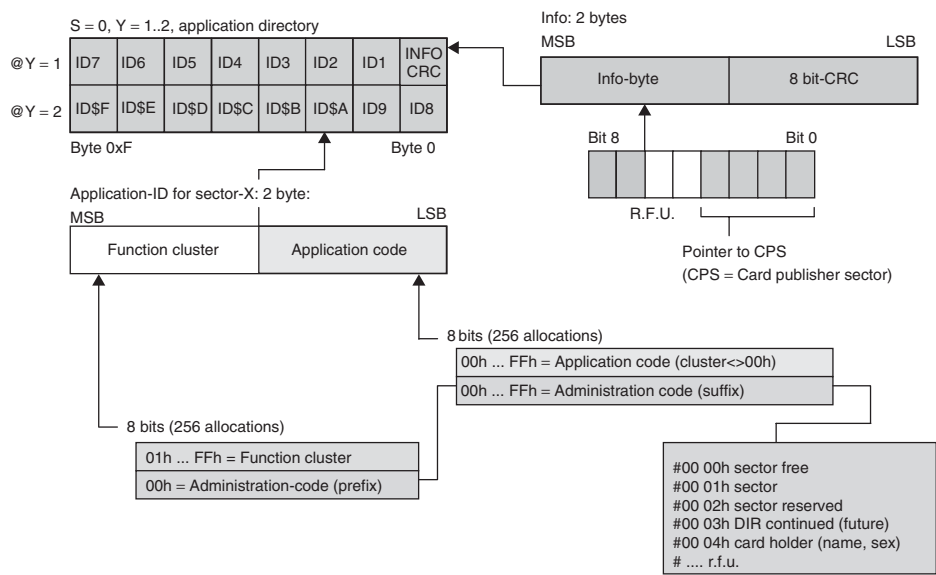 S = 0, Y = 1..2, application directory
@Y = 1 ID7 ID6 ID5 ID4 ID3 ID2 ID1 INFO CRC
@Y = 2 ID$F ID$E ID$D ID$C ID$B ID$A ID9 ID8
Byte 0xF Byte 0
Info: 2 bytes
MSB LSB
Info-byte 8 bit-CRC
Bit 8 Bit 0
R.F.U.
Pointer to CPS
(CPS = Card publisher sector)
Application-ID for sector-X: 2 byte:
MSB LSB
Function cluster Application code
8 bits (256 allocations)
00h ... FFh = Application code (cluster<>00h)
00h ... FFh = Administration code (suffix)
8 bits (256 allocations)
01h ... FFh = Function cluster
00h = Administration-code (prefix)
#00 00h sector free
#00 01h sector
#00 02h sector reserved
#00 03h DIR continued (future)
#00 04h card holder (name, sex)
# .... r.f.u.